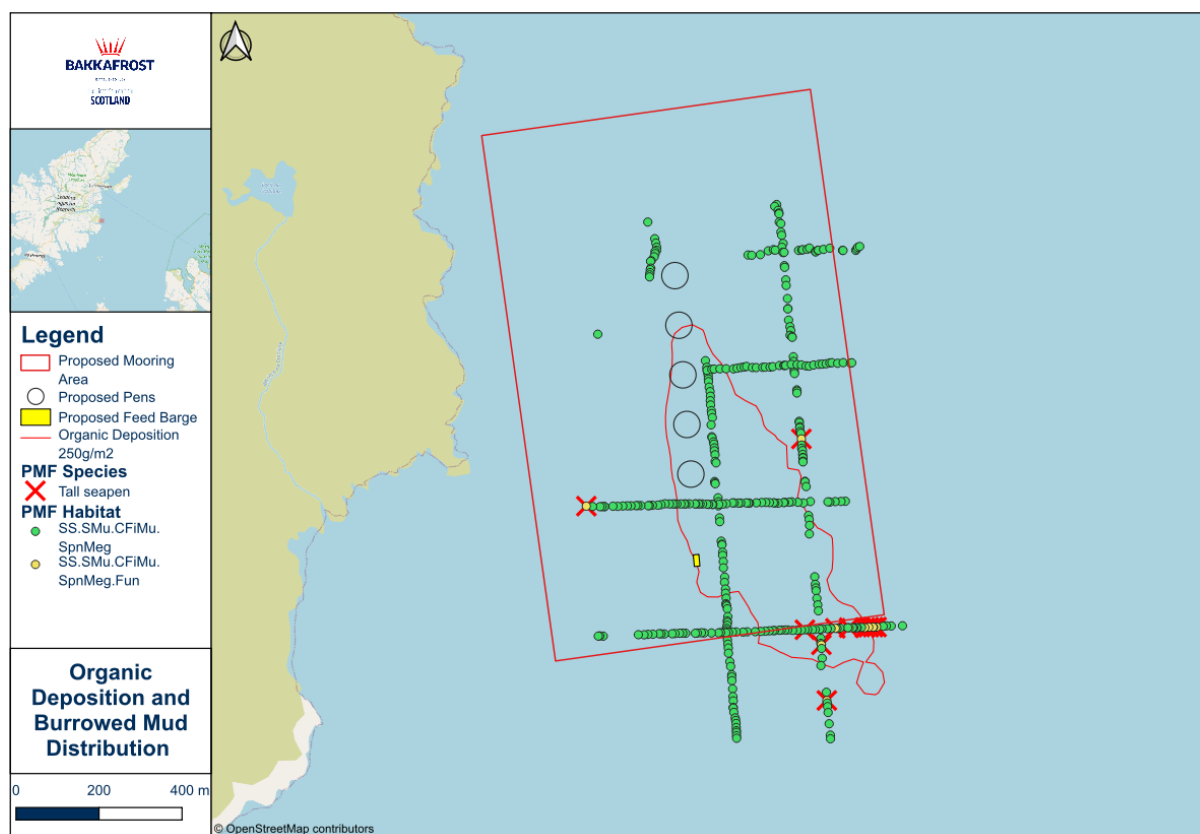 BAKKAFROST
SCOTLAND
Legend
Proposed Mooring
Area
Proposed Pens
Proposed Feed Barge
Organic Deposition
250g/m2
PMF Species
Tall seapen
PMF Habitat
SS.SMu.CFiMu.
SpnMeg
SS.SMu.CFiMu.
SpnMeg.Fun
Organic
Deposition and
Burrowed Mud
Distribution
0 200 400 m
© OpenStreetMap contributors